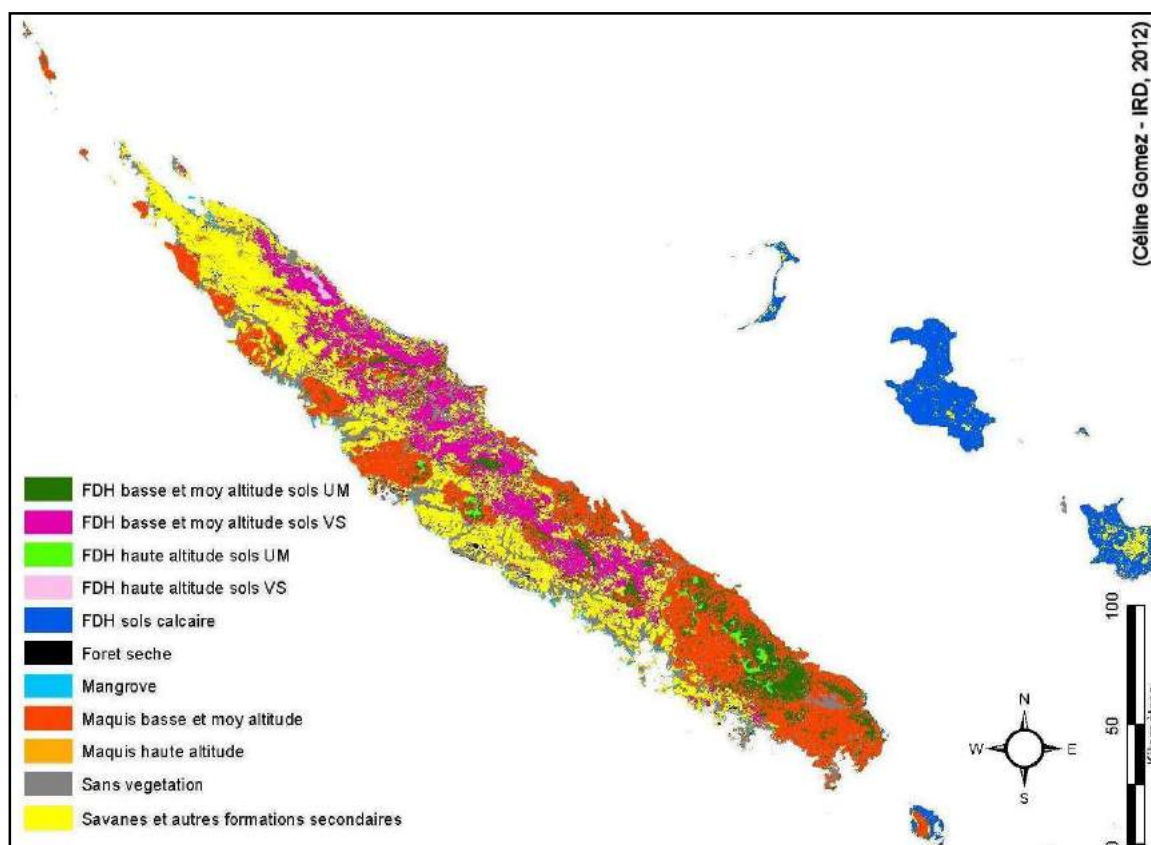 (Céline Gomez - IRD, 2012)
FDH basse et moy altitude sols UM
FDH basse et moy altitude sols VS
FDH haute altitude sols UM
FDH haute altitude sols VS
FDH sols calcaire
Foret seche
Mangrove
Maquis basse et moy altitude
Maquis haute altitude
Sans vegetation
Savanes et autres formations secondaires
N
W
E
S
100
50
0